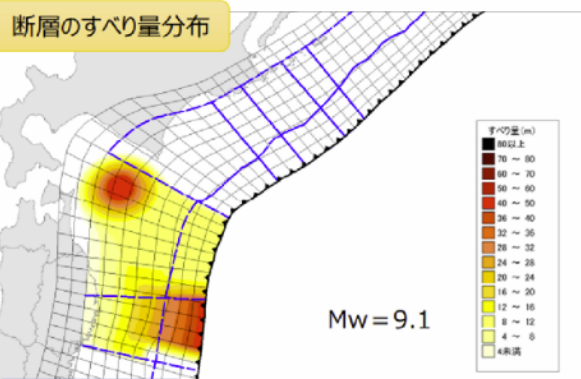 断層のすべり量分布
すべり量(m)
80以上
70 ～ 80
60 ～ 70
50 ～ 60
40 ～ 50
36 ～ 40
32 ～ 36
28 ～ 32
24 ～ 28
20 ～ 24
16 ～ 20
12 ～ 16
8 ～ 12
4 ～ 8
4未満
Mw＝9.1